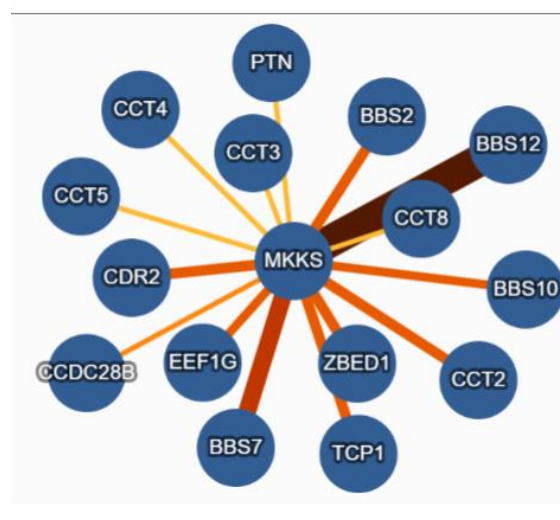 PTN
CCT4
BBS2
BBS12
CCT3
CCT5
CCT8
MKKS
CDR2
BBS10
CCDC28B
EEF1G
ZBED1
CCT2
BBS7
TCP1